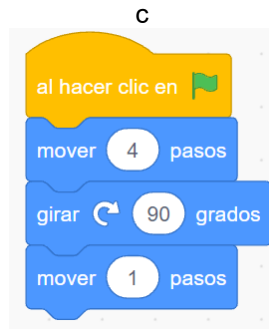 c
al hacer clic en
mover 4 pasos
girar 90 grados
mover 1 pasos